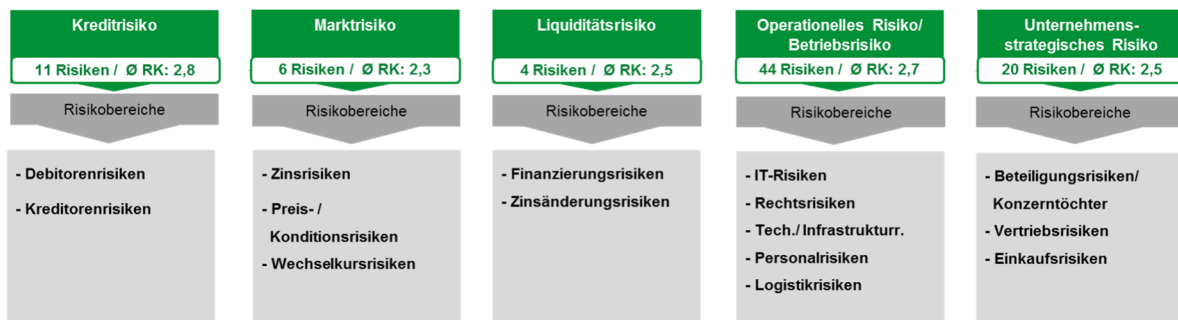 Kreditrisiko
11 Risiken / Ø RK: 2,8
Risikobereiche
- Debitorenrisiken
- Kreditorenrisiken
Marktrisiko
6 Risiken / Ø RK: 2,3
Risikobereiche
- Zinsrisiken
- Preis- /
Konditionsrisiken
- Wechselkursrisiken
Liquiditätsrisiko
4 Risiken / Ø RK: 2,5
Risikobereiche
- Finanzierungsrisiken
- Zinsänderungsrisiken
Operationelles Risiko/
Betriebsrisiko
44 Risiken / Ø RK: 2,7
Risikobereiche
- IT-Risiken
- Rechtsrisiken
- Tech./ Infrastrukturr.
- Personalrisiken
- Logistikrisiken
Unternehmens-
strategisches Risiko
20 Risiken / Ø RK: 2,5
Risikobereiche
- Beteiligungsrisiken/
Konzerntöchter
- Vertriebsrisiken
- Einkaufsrisiken